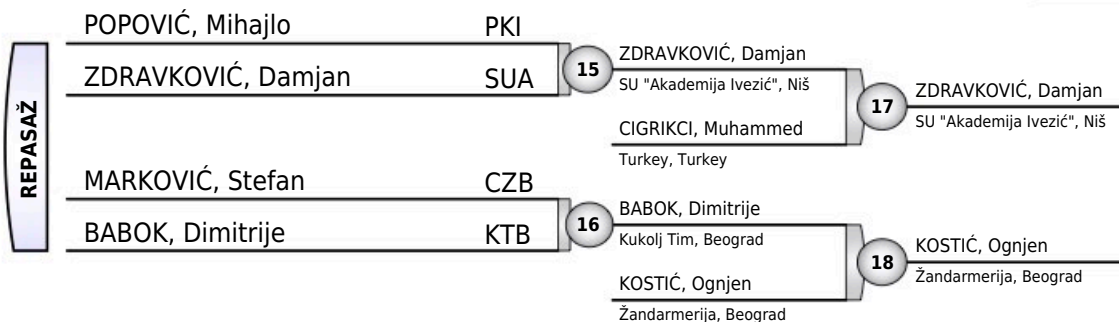 REPASAŽ
POPOVIĆ, Mihajlo PKI
ZDRAVKOVIĆ, Damjan SUA
MARKOVIĆ, Stefan CZB
BABOK, Dimitrije KTB
15
ZDRAVKOVIĆ, Damjan
SU "Akademija Ivezić", Niš
CIGRIKCI, Muhammed
Turkey, Turkey
16
BABOK, Dimitrije
Kukolj Tim, Beograd
KOSTIĆ, Ognjen
Žandarmerija, Beograd
17
ZDRAVKOVIĆ, Damjan
SU "Akademija Ivezić", Niš
18
KOSTIĆ, Ognjen
Žandarmerija, Beograd